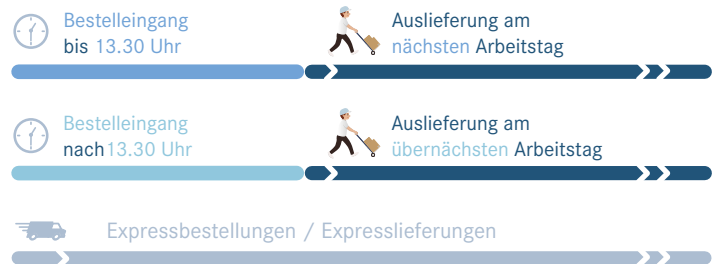 Bestelleingang
bis 13.30 Uhr
Auslieferung am
nächsten Arbeitstag
Bestelleingang
nach 13.30 Uhr
Auslieferung am
übernächsten Arbeitstag
Expressbestellungen / Expresslieferungen